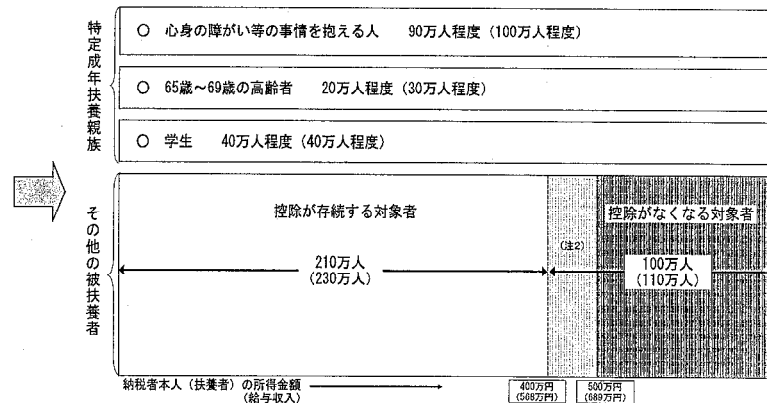 特定成年扶養親族
○ 心身の障がい等の事情を抱える人 90万人程度（100万人程度）
○ 65歳～69歳の高齢者 20万人程度（30万人程度）
○ 学生 40万人程度（40万人程度）
その他の被扶養者
控除が存続する対象者
(注2)
控除がなくなる対象者
210万人
（230万人）
100万人
（110万人）
納税者本人（扶養者）の所得金額
（給与収入）
400万円
（568万円）
500万円
（689万円）